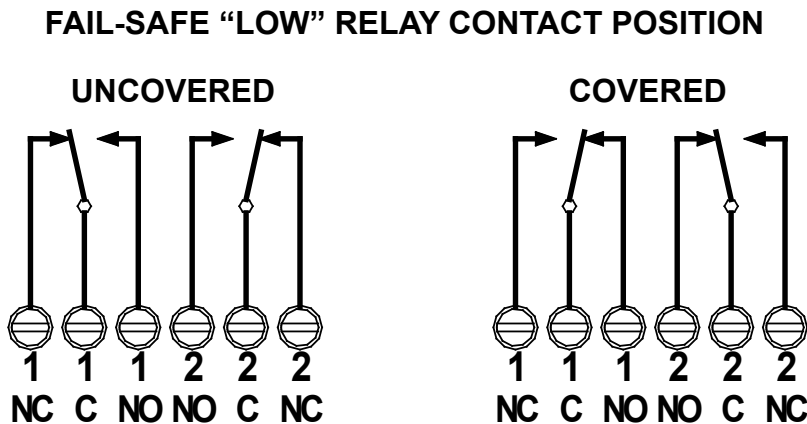 FAIL-SAFE “LOW” RELAY CONTACT POSITION
UNCOVERED
1 1 1 2 2 2
NC C NO NO C NC
COVERED
1 1 1 2 2 2
NC C NO NO C NC